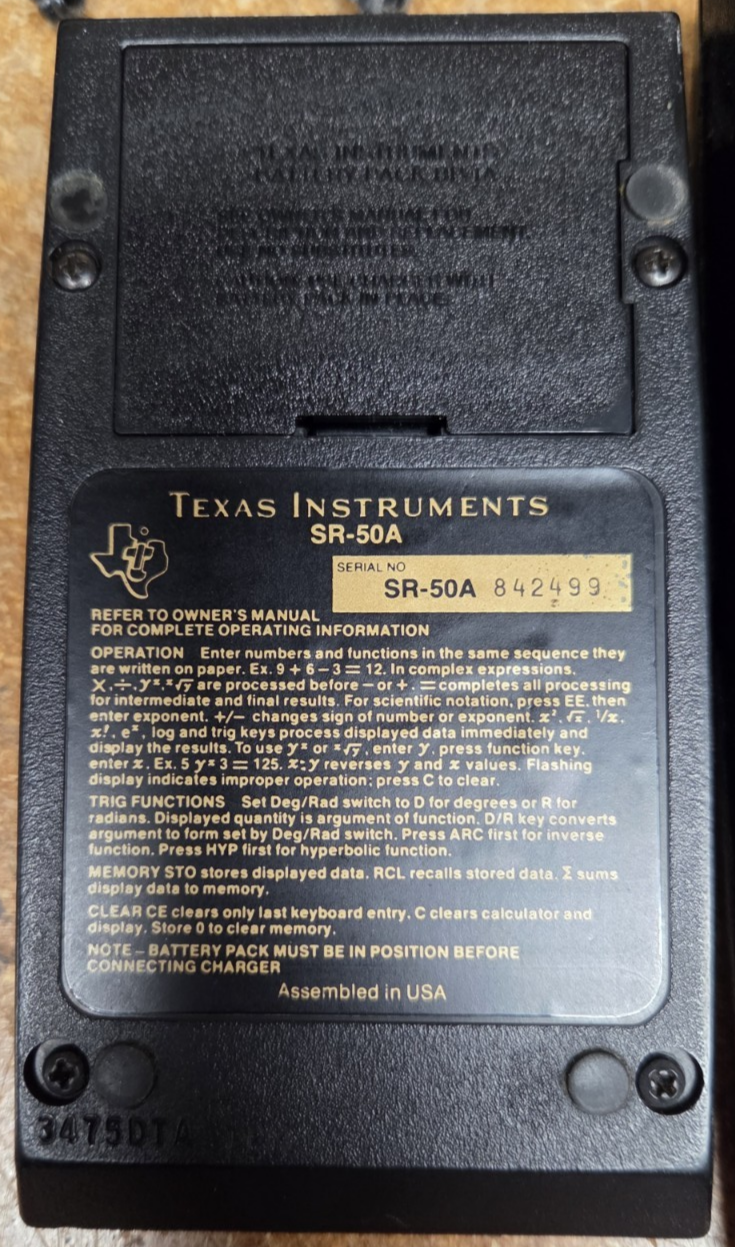 TEXAS INSTRUMENTS
BATTERY PACK
SEE OWNER'S MANUAL FOR
AND REPLACEMENT.
USE NO SUBSTITUTES.
CAUTION: USE CHARGER WITH
BATTERY PACK IN PLACE.
TEXAS INSTRUMENTS
SR-50A
SERIAL NO
SR-50A 842499
REFER TO OWNER'S MANUAL
FOR COMPLETE OPERATING INFORMATION
OPERATION Enter numbers and functions in the same sequence they
are written on paper. Ex. 9 + 6 − 3 = 12. In complex expressions.
X, ÷, yˣ, ˣ√y are processed before − or +. = completes all processing
for intermediate and final results. For scientific notation, press EE, then
enter exponent. +/− changes sign of number or exponent. x², √x, 1/x,
x!, eˣ, log and trig keys process displayed data immediately and
display the results. To use yˣ or ˣ√y, enter y, press function key,
enter x. Ex. 5 yˣ 3 = 125. x:y reverses y and x values. Flashing
display indicates improper operation; press C to clear.
TRIG FUNCTIONS Set Deg/Rad switch to D for degrees or R for
radians. Displayed quantity is argument of function. D/R key converts
argument to form set by Deg/Rad switch. Press ARC first for inverse
function. Press HYP first for hyperbolic function.
MEMORY STO stores displayed data. RCL recalls stored data. Σ sums
display data to memory.
CLEAR CE clears only last keyboard entry. C clears calculator and
display. Store 0 to clear memory.
NOTE – BATTERY PACK MUST BE IN POSITION BEFORE
CONNECTING CHARGER
Assembled in USA
3475DTA